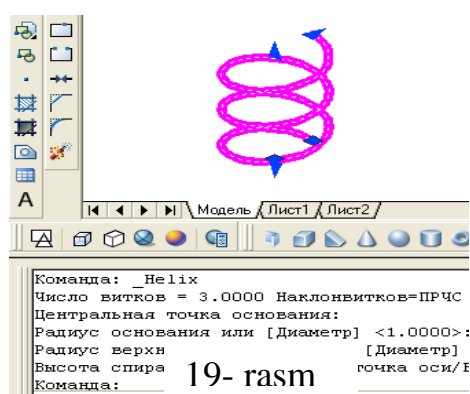 A
Модель
Лист1
Лист2
Команда: _Helix
Число витков = 3.0000 Наклонвитков=ПРЧС
Центральная точка основания:
Радиус основания или [Диаметр] <1.0000>:
Радиус верхн [Диаметр]
Высота спира точка оси/
Команда:
19- rasm